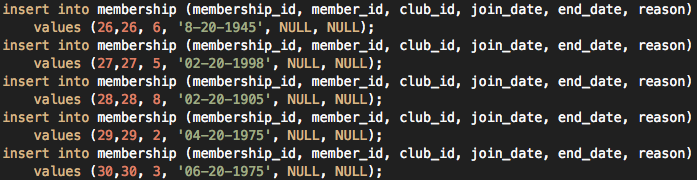 insert into membership (membership_id, member_id, club_id, join_date, end_date, reason)
values (26,26, 6, '8-20-1945', NULL, NULL);
insert into membership (membership_id, member_id, club_id, join_date, end_date, reason)
values (27,27, 5, '02-20-1998', NULL, NULL);
insert into membership (membership_id, member_id, club_id, join_date, end_date, reason)
values (28,28, 8, '02-20-1905', NULL, NULL);
insert into membership (membership_id, member_id, club_id, join_date, end_date, reason)
values (29,29, 2, '04-20-1975', NULL, NULL);
insert into membership (membership_id, member_id, club_id, join_date, end_date, reason)
values (30,30, 3, '06-20-1975', NULL, NULL);